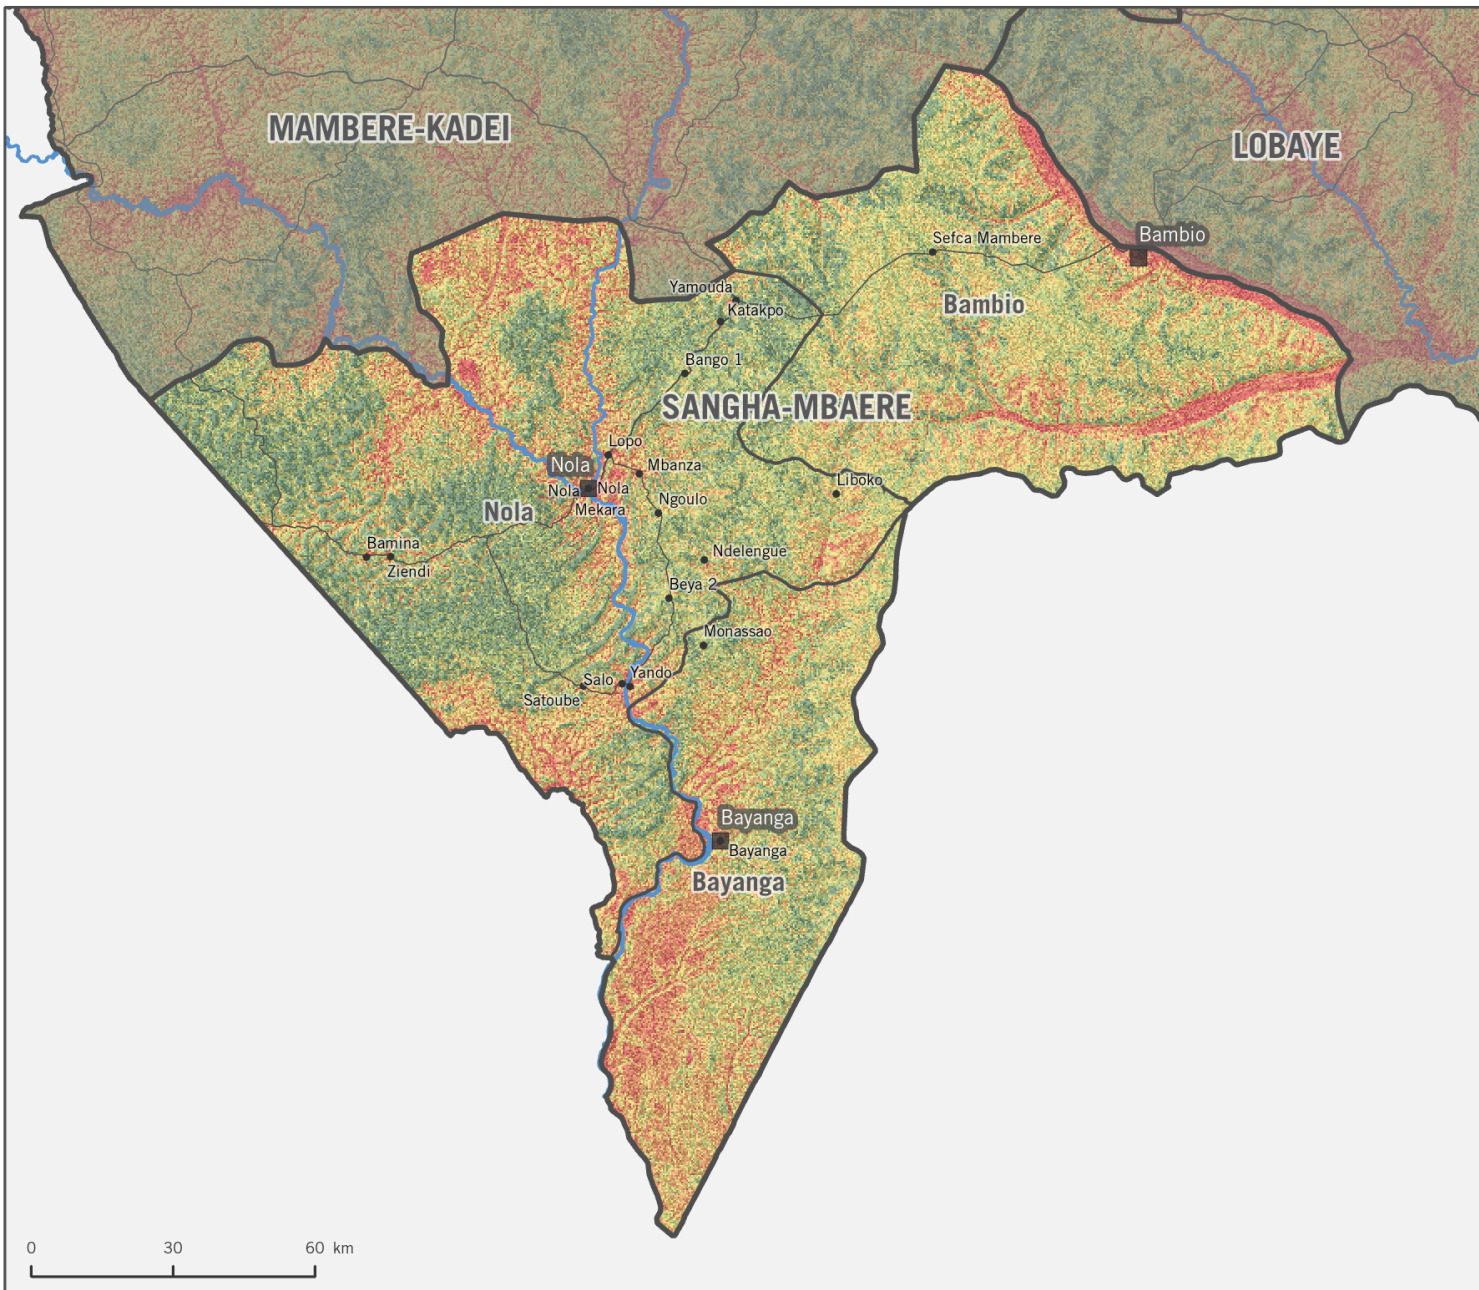 MAMBERE-KADEI
LOBAYE
Bambio
Sefca Mambere
Yamouda
Bambio
Katakpo
Bango 1
SANGHA-MBAERE
Lopo
Nola
Mbanza
Liboko
Nola
Nola
Ngoulo
Mekara
Nola
Bamina
Ndelengue
Ziendi
Beya 2
Monassao
Yando
Salo
Satoube
Bayanga
Bayanga
Bayanga
0 30 60 km